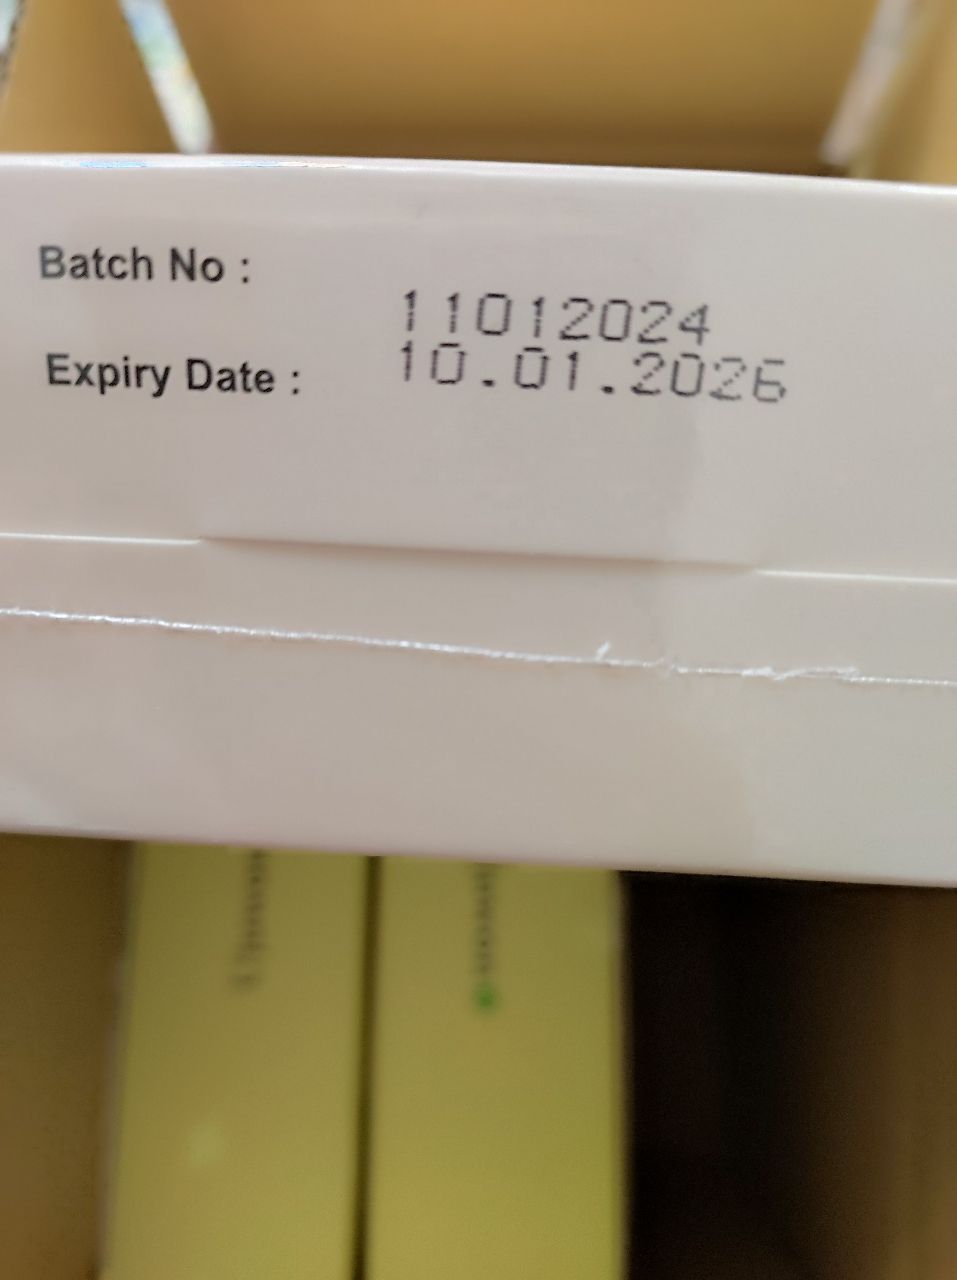 Batch No :
11012024
Expiry Date :
10.01.2026